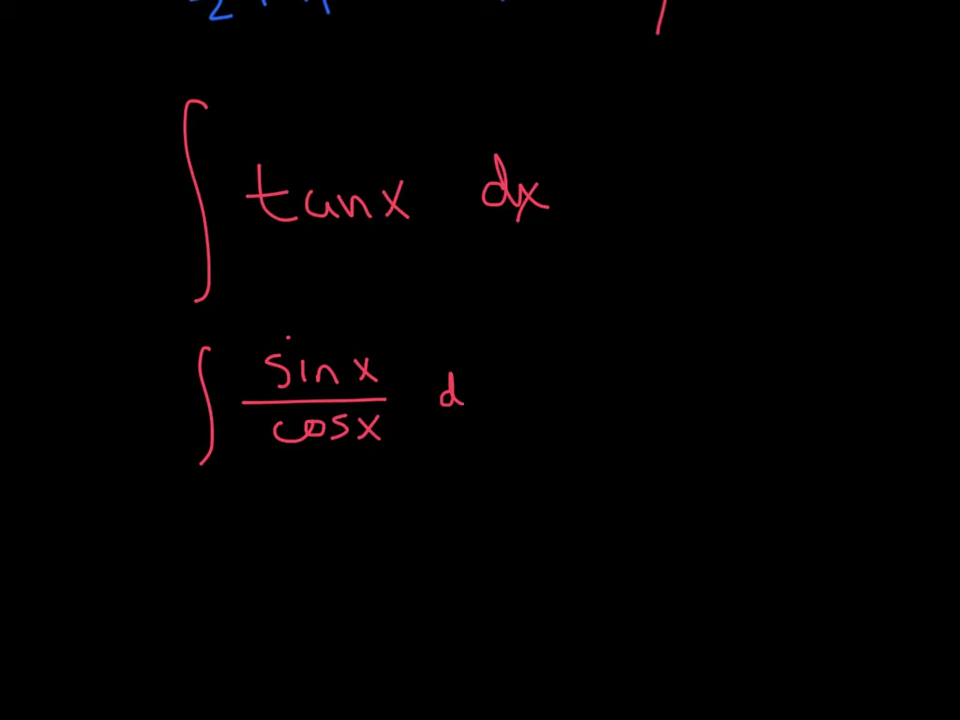 ∫ tanx dx
∫ sinx/cosx d